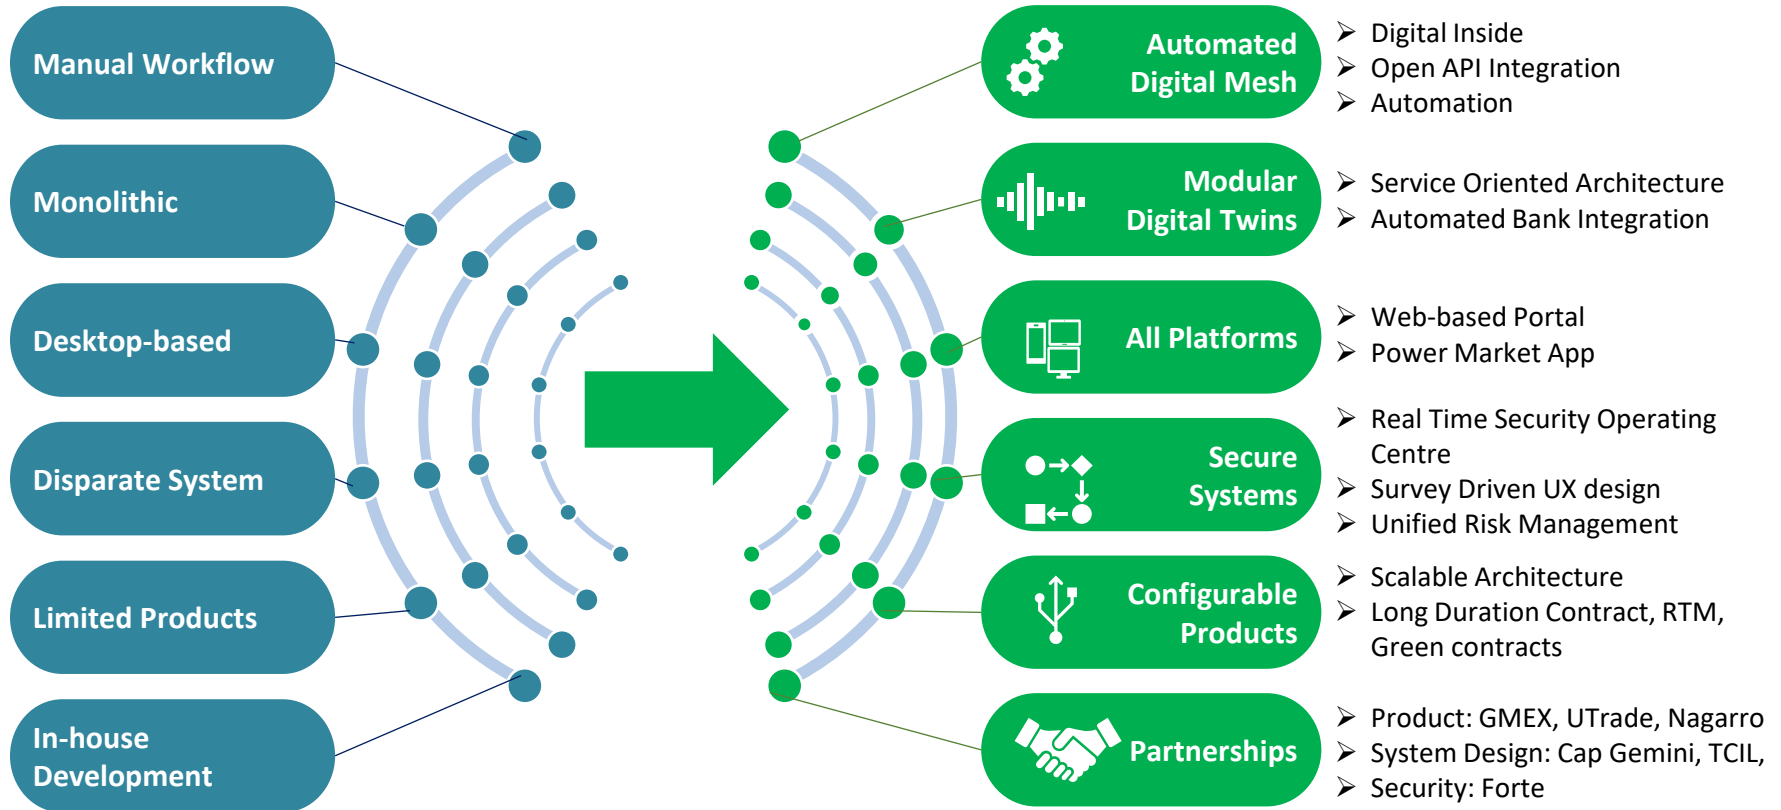 Manual Workflow
Monolithic
Desktop-based
Disparate System
Limited Products
In-house
Development
Automated
Digital Mesh
➢ Digital Inside
➢ Open API Integration
➢ Automation
Modular
Digital Twins
➢ Service Oriented Architecture
➢ Automated Bank Integration
All Platforms
➢ Web-based Portal
➢ Power Market App
Secure
Systems
➢ Real Time Security Operating
Centre
➢ Survey Driven UX design
➢ Unified Risk Management
Configurable
Products
➢ Scalable Architecture
➢ Long Duration Contract, RTM,
Green contracts
Partnerships
➢ Product: GMEX, UTrade, Nagarro
➢ System Design: Cap Gemini, TCIL,
➢ Security: Forte